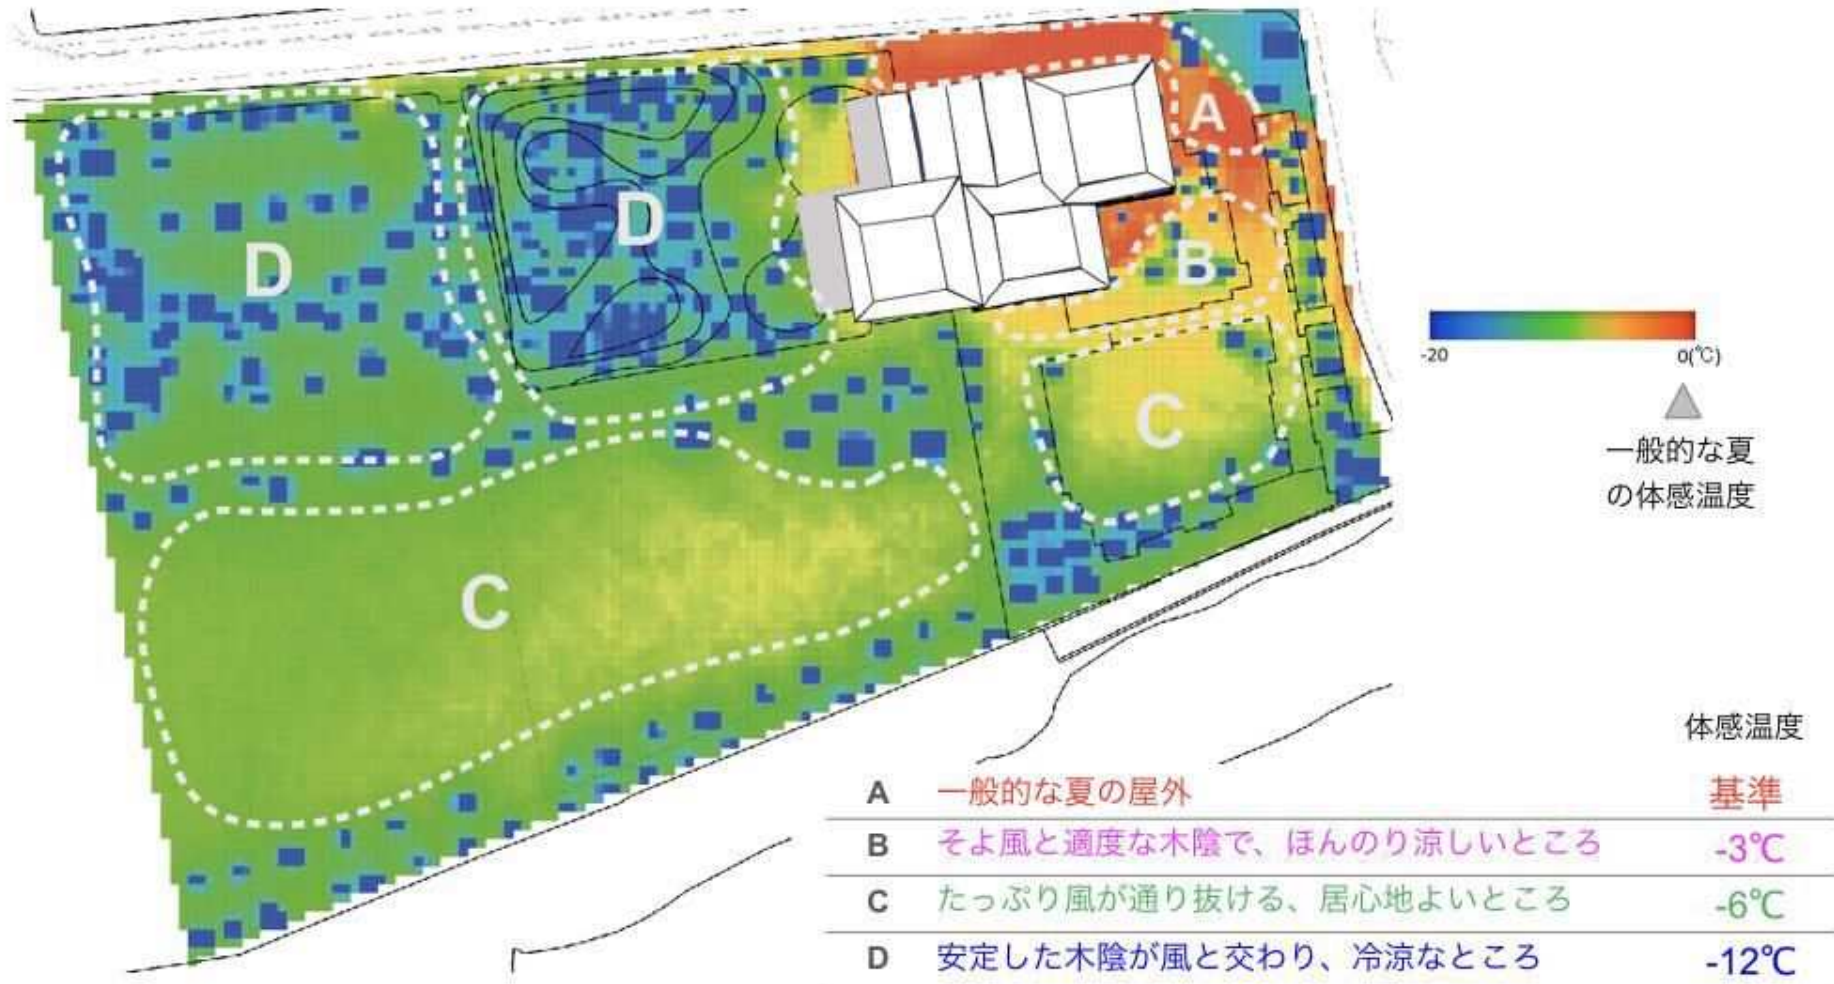 A
D
D
B
C
C
-20 0(℃)
一般的な夏
の体感温度
体感温度
A 一般的な夏の屋外 基準
B そよ風と適度な木陰で、ほんのり涼しいところ -3℃
C たっぷり風が通り抜ける、居心地よいところ -6℃
D 安定した木陰が風と交わり、冷涼なところ -12℃